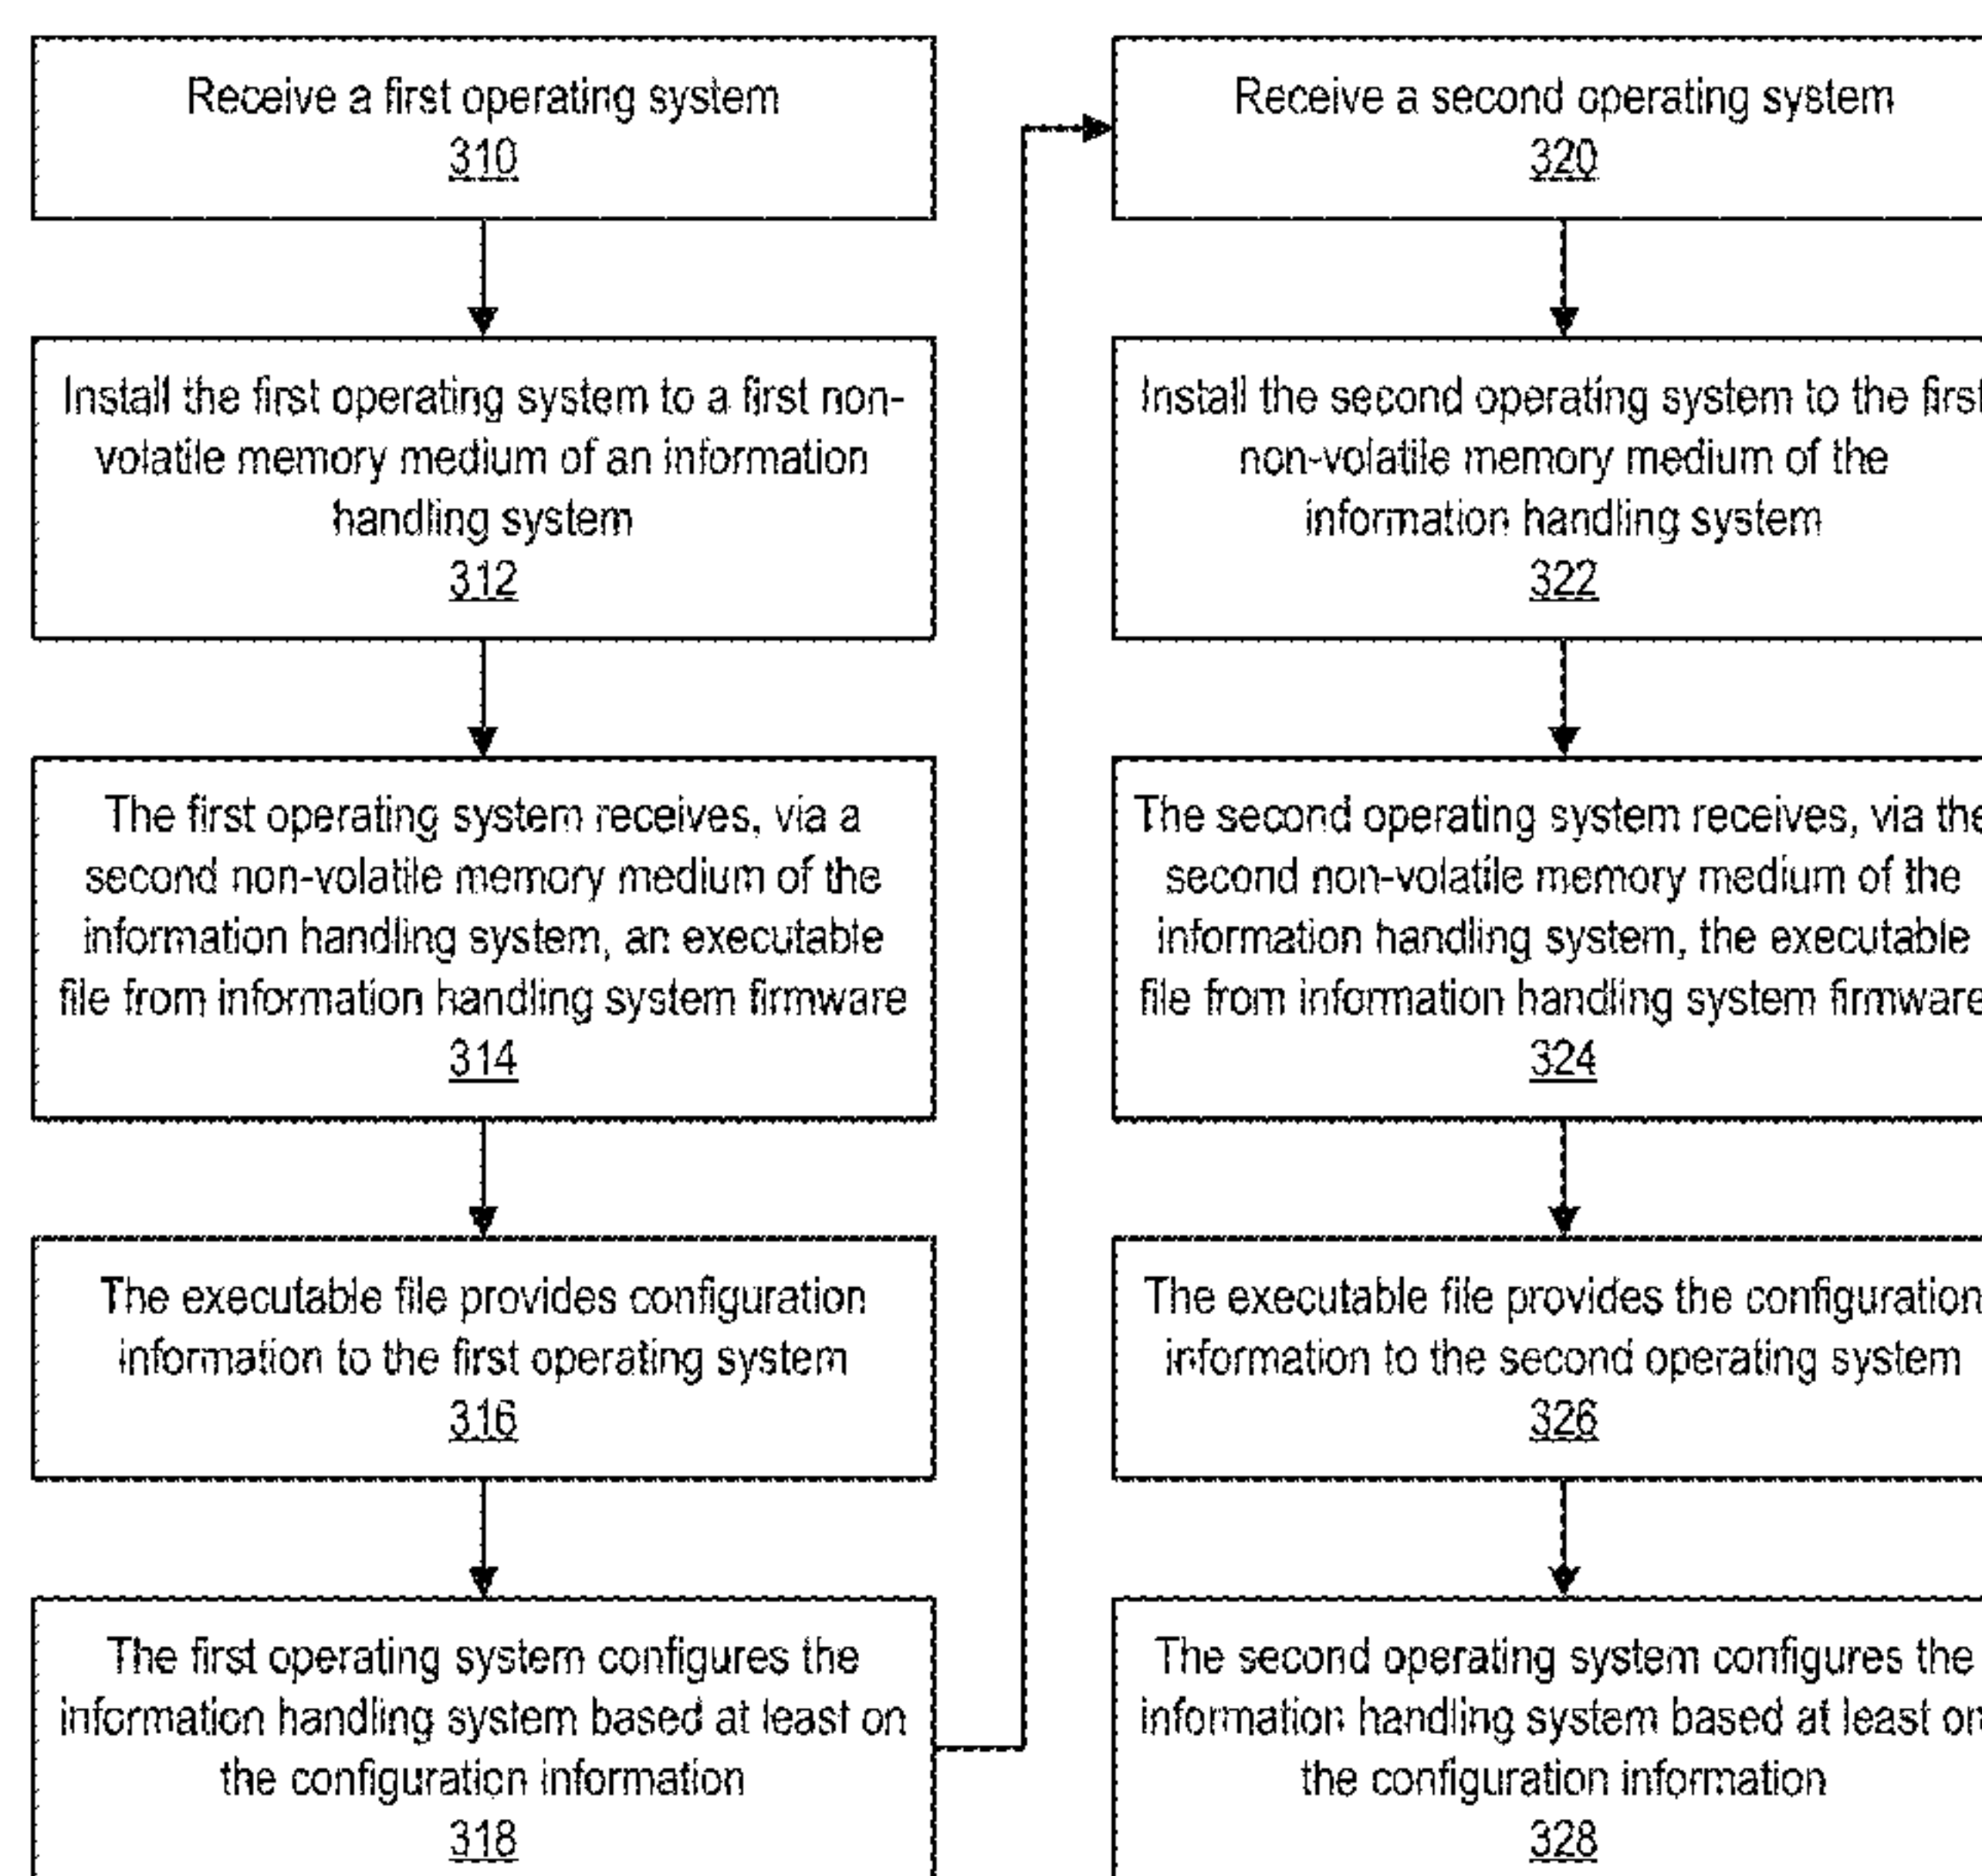 Receive a first operating system
310
Install the first operating system to a first non-
volatile memory medium of an information
handling system
312
The first operating system receives, via a
second non-volatile memory medium of the
information handling system, an executable
file from information handling system firmware
314
The executable file provides configuration
information to the first operating system
316
The first operating system configures the
information handling system based at least on
the configuration information
318
Receive a second operating system
320
Install the second operating system to the first
non-volatile memory medium of the
information handling system
322
The second operating system receives, via the
second non-volatile memory medium of the
information handling system, the executable
file from information handling system firmware
324
The executable file provides the configuration
information to the second operating system
326
The second operating system configures the
information handling system based at least on
the configuration information
328